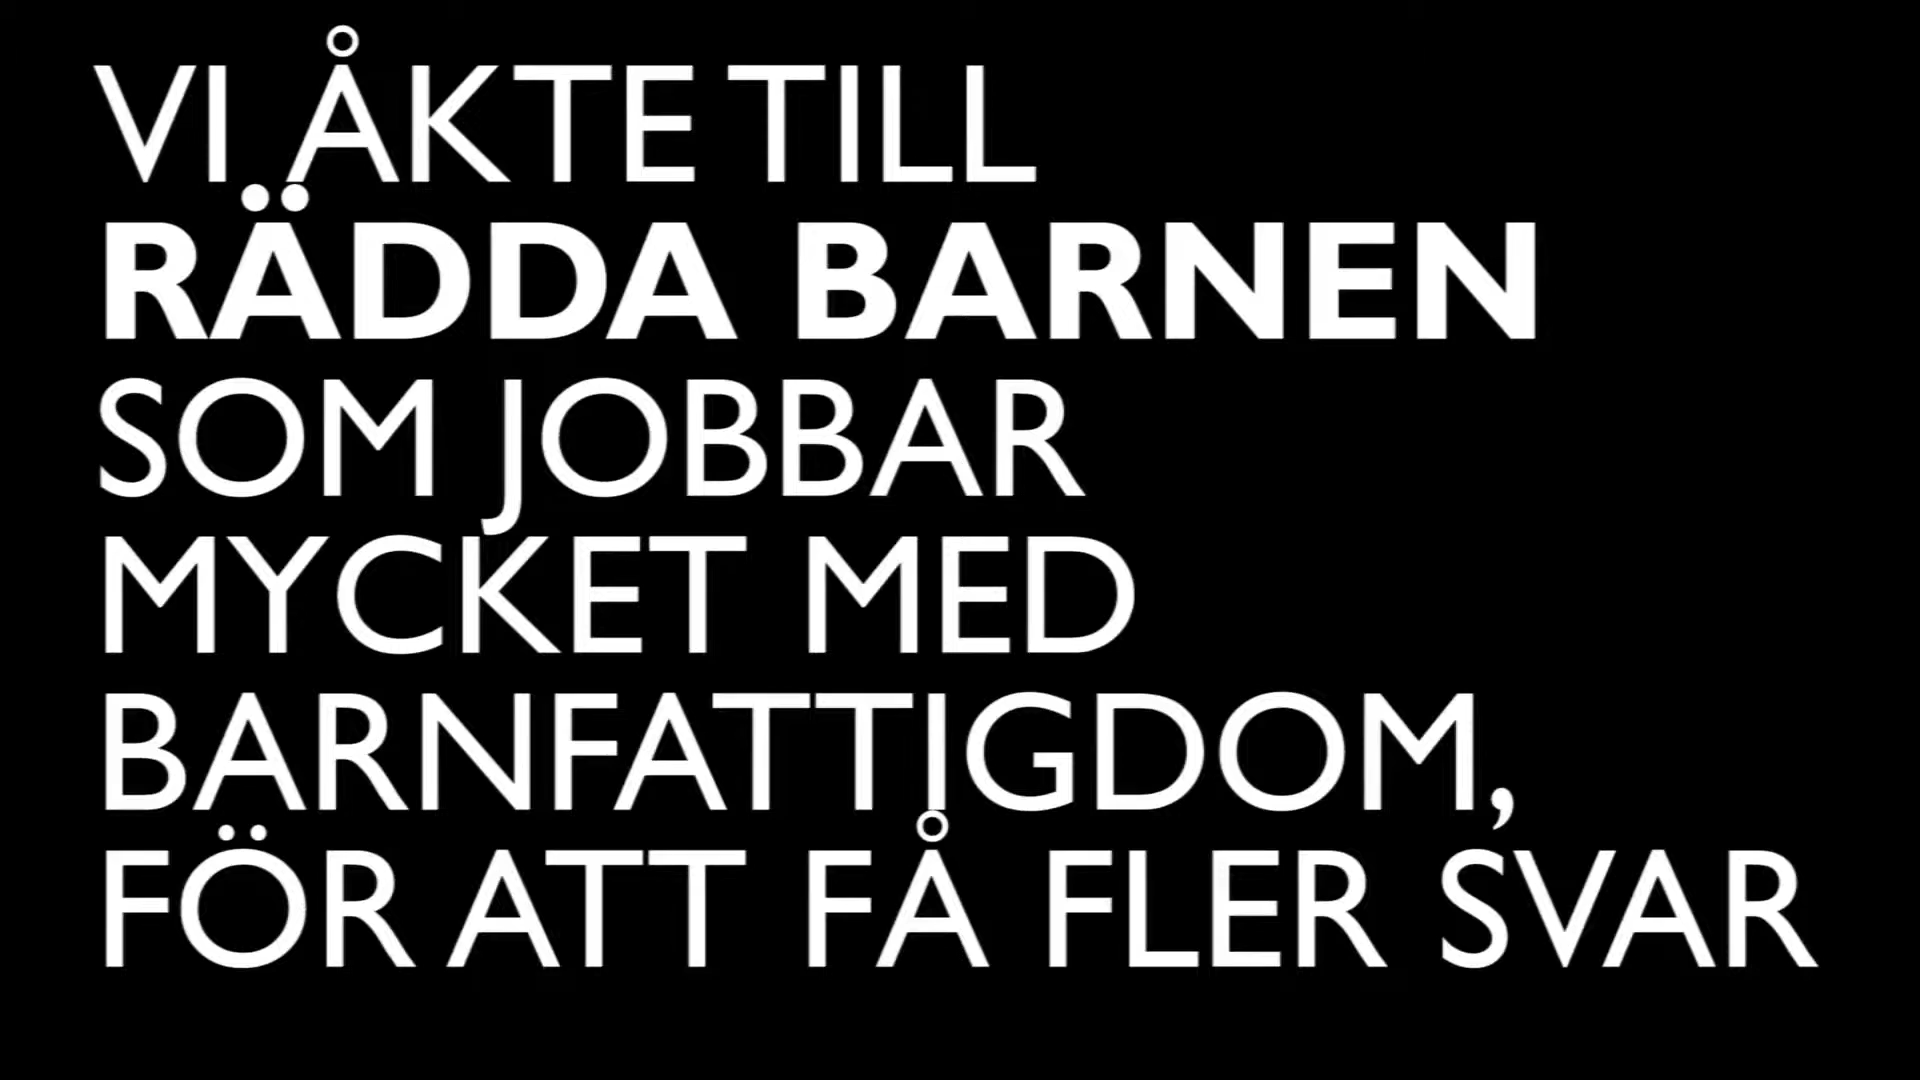 VI ÅKTE TILL
RÄDDA BARNEN
SOM JOBBAR
MYCKET MED
BARNFATTIGDOM,
FÖR ATT FÅ FLER SVAR